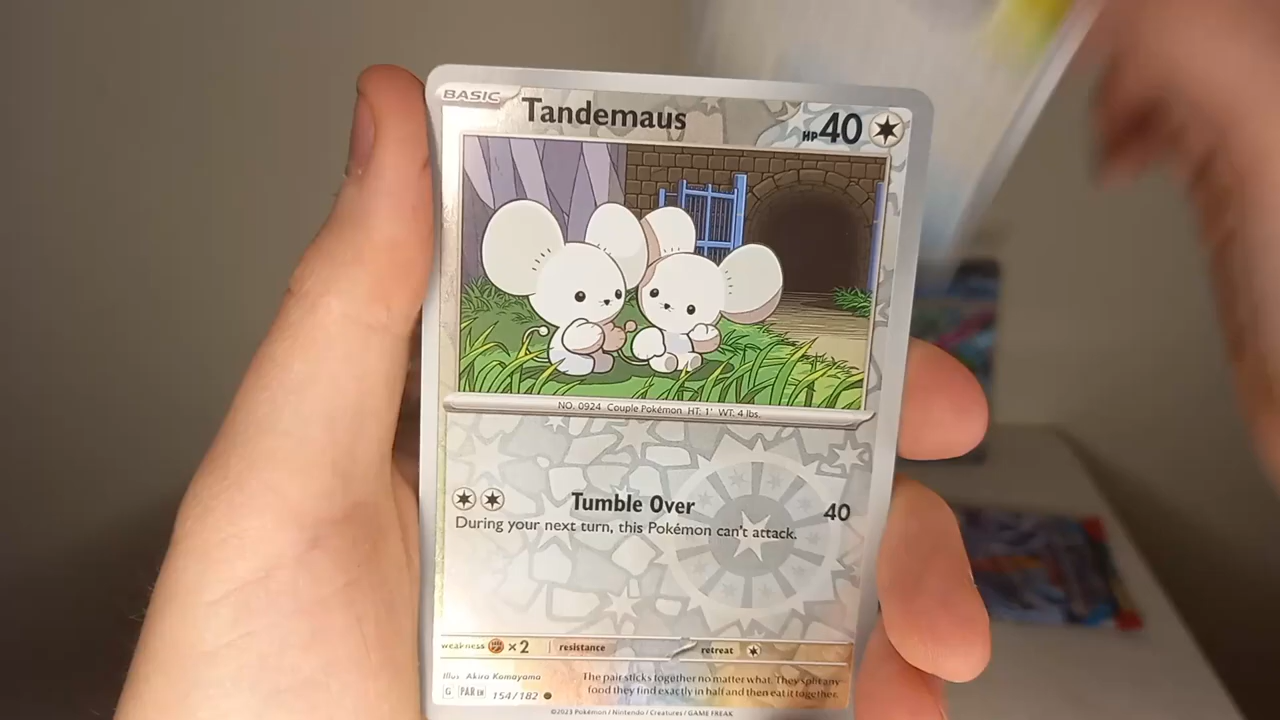 BASIC
Tandemaus
HP 40
NO. 0924 Couple Pokémon HT: 1' WT: 4 lbs.
Tumble Over 40
During your next turn, this Pokémon can't attack.
weakness ×2 resistance retreat
Illus. Akira Komayama
The pair sticks together no matter what. They split any
food they find exactly in half and then eat it together.
G PAR EN 154/182
©2023 Pokémon / Nintendo / Creatures / GAME FREAK